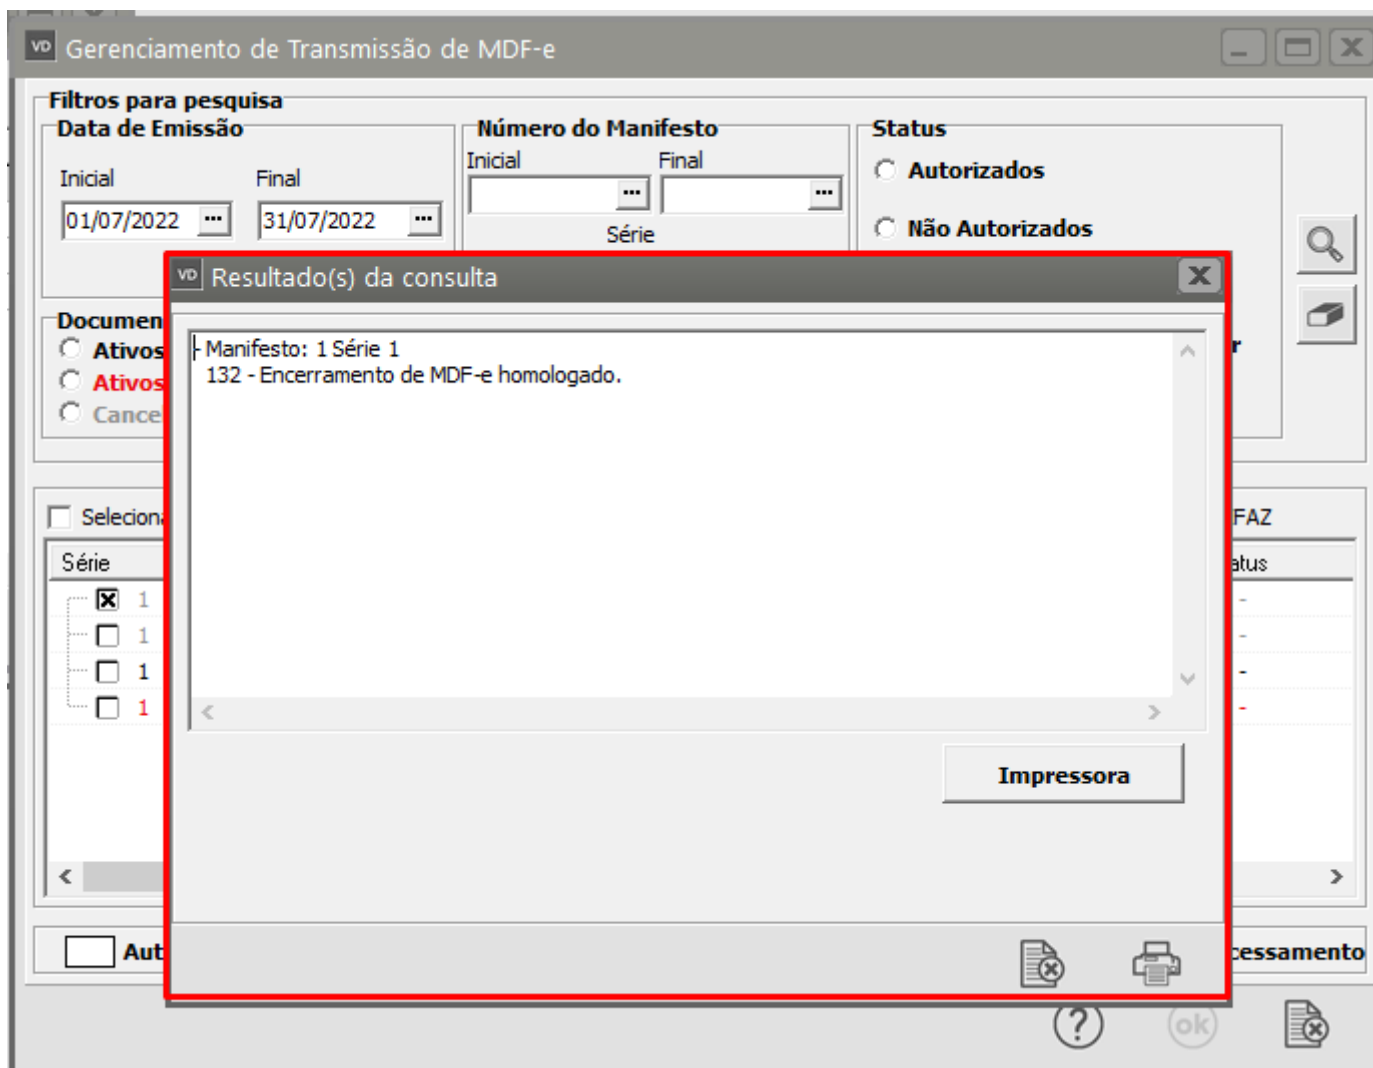 VD Gerenciamento de Transmissão de MDF-e
Filtros para pesquisa
Data de Emissão
Inicial Final
01/07/2022 ... 31/07/2022 ...
Número do Manifesto
Inicial Final
... ...
Série
Status
Autorizados
Não Autorizados
Documen
Ativos
Ativos
Cance
r
VD Resultado(s) da consulta
- Manifesto: 1 Série 1
132 - Encerramento de MDF-e homologado.
Impressora
Selecion
FAZ
Série
atus
1 -
1 -
1 -
1 -
Aut
cessamento
? ok